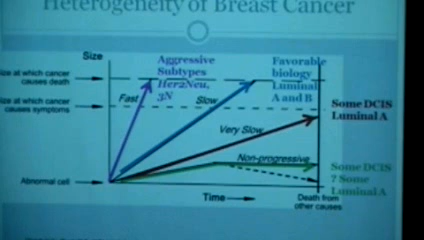 Heterogeneity of Breast Cancer
Size
Aggressive
Subtypes
Her2Neu,
3N
Favorable
biology
Luminal
A and B
Size at which cancer
causes death
Size at which cancer
causes symptoms
Fast
Slow
Very Slow
Non-progressive
Some DCIS
Luminal A
Some DCIS
? Some
Luminal A
Abnormal cell
Time
Death from
other causes